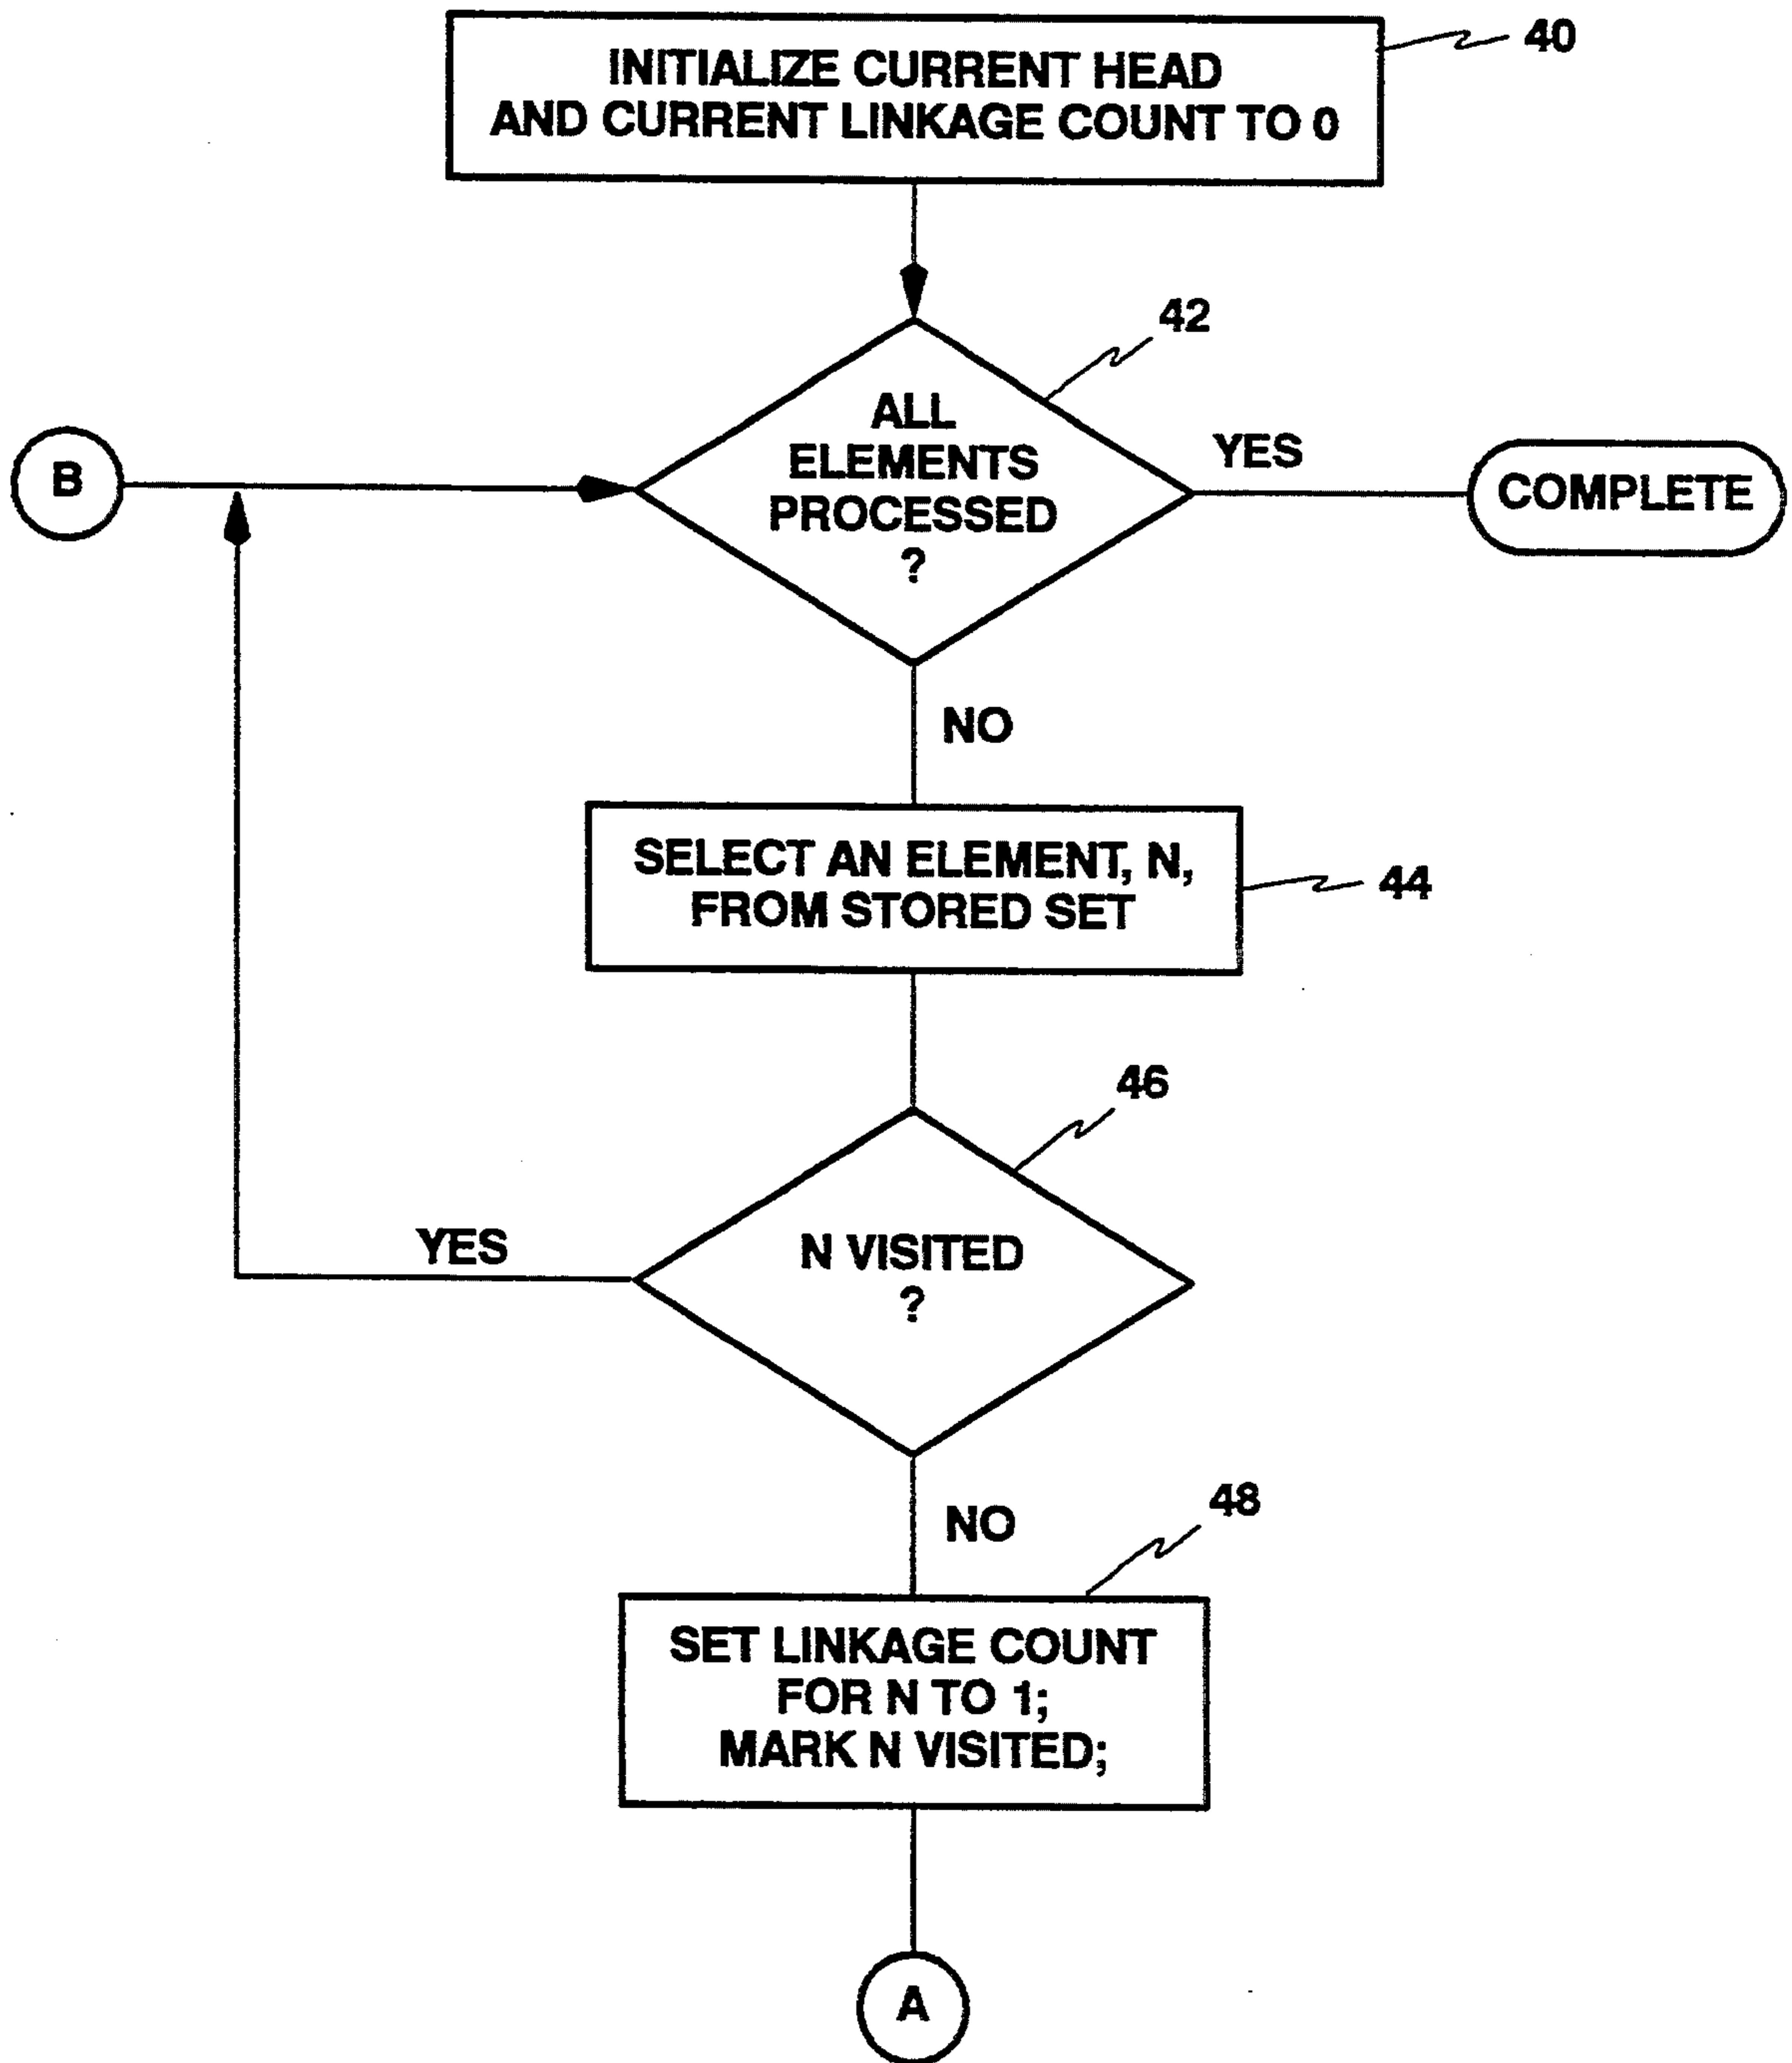 INITIALIZE CURRENT HEAD
AND CURRENT LINKAGE COUNT TO 0
40
42
ALL
ELEMENTS
PROCESSED
?
B
YES
COMPLETE
NO
SELECT AN ELEMENT, N,
FROM STORED SET
44
46
N VISITED
?
YES
NO
48
SET LINKAGE COUNT
FOR N TO 1;
MARK N VISITED;
A